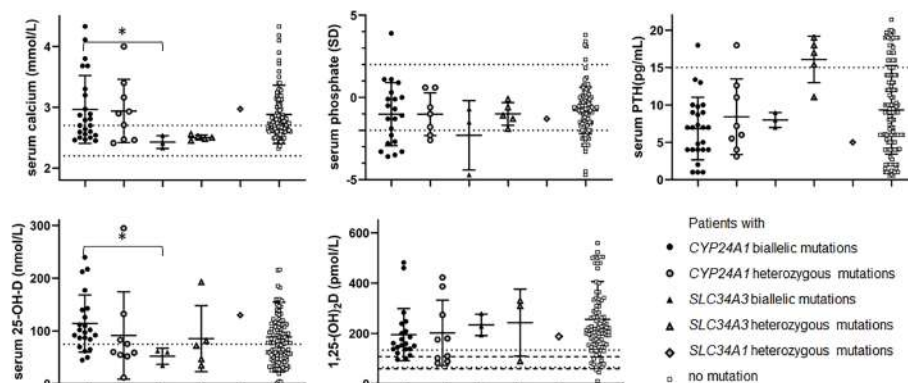 serum calcium (mmol/L)
4
3
2
*
serum phosphate (SD)
5
0
-5
serum PTH(pg/mL)
20
15
10
5
0
serum 25-OH-D (nmol/L)
300
200
100
0
*
1,25-(OH)2D (pmol/L)
600
400
200
0
Patients with
CYP24A1 biallelic mutations
CYP24A1 heterozygous mutations
SLC34A3 biallelic mutations
SLC34A3 heterozygous mutations
SLC34A1 heterozygous mutations
no mutation